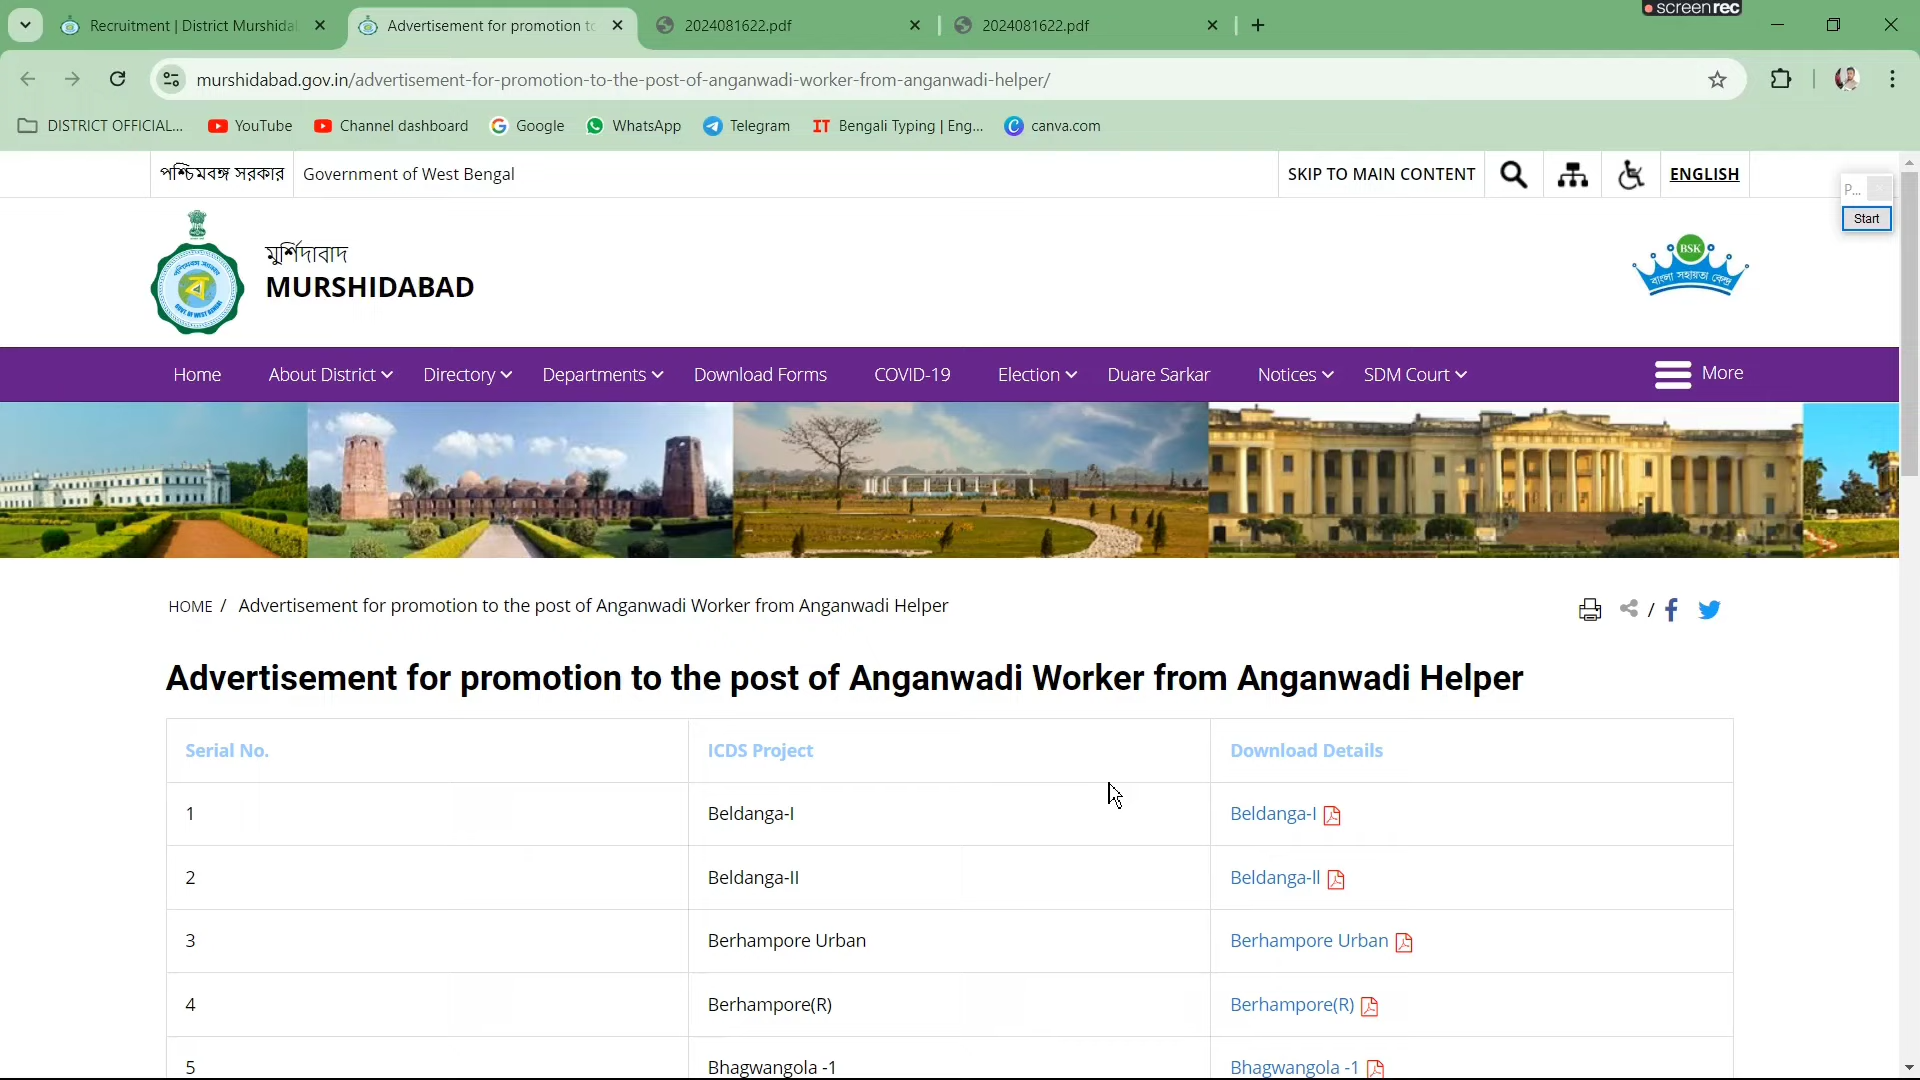 screenrec
Recruitment | District Murshida
Advertisement for promotion to
2024081622.pdf
2024081622.pdf
murshidabad.gov.in/advertisement-for-promotion-to-the-post-of-anganwadi-worker-from-anganwadi-helper/
DISTRICT OFFICIAL... YouTube Channel dashboard Google WhatsApp Telegram IT Bengali Typing | Eng... canva.com
পশ্চিমবঙ্গ সরকার Government of West Bengal SKIP TO MAIN CONTENT ENGLISH
P...
Start
মুর্শিদাবাদ
MURSHIDABAD
BSK
বাংলা সহায়তা কেন্দ্র
Home About District Directory Departments Download Forms COVID-19 Election Duare Sarkar Notices SDM Court More
HOME / Advertisement for promotion to the post of Anganwadi Worker from Anganwadi Helper /
Advertisement for promotion to the post of Anganwadi Worker from Anganwadi Helper
Serial No. ICDS Project Download Details
1 Beldanga-I Beldanga-I
2 Beldanga-II Beldanga-II
3 Berhampore Urban Berhampore Urban
4 Berhampore(R) Berhampore(R)
5 Bhagwangola -1 Bhagwangola -1